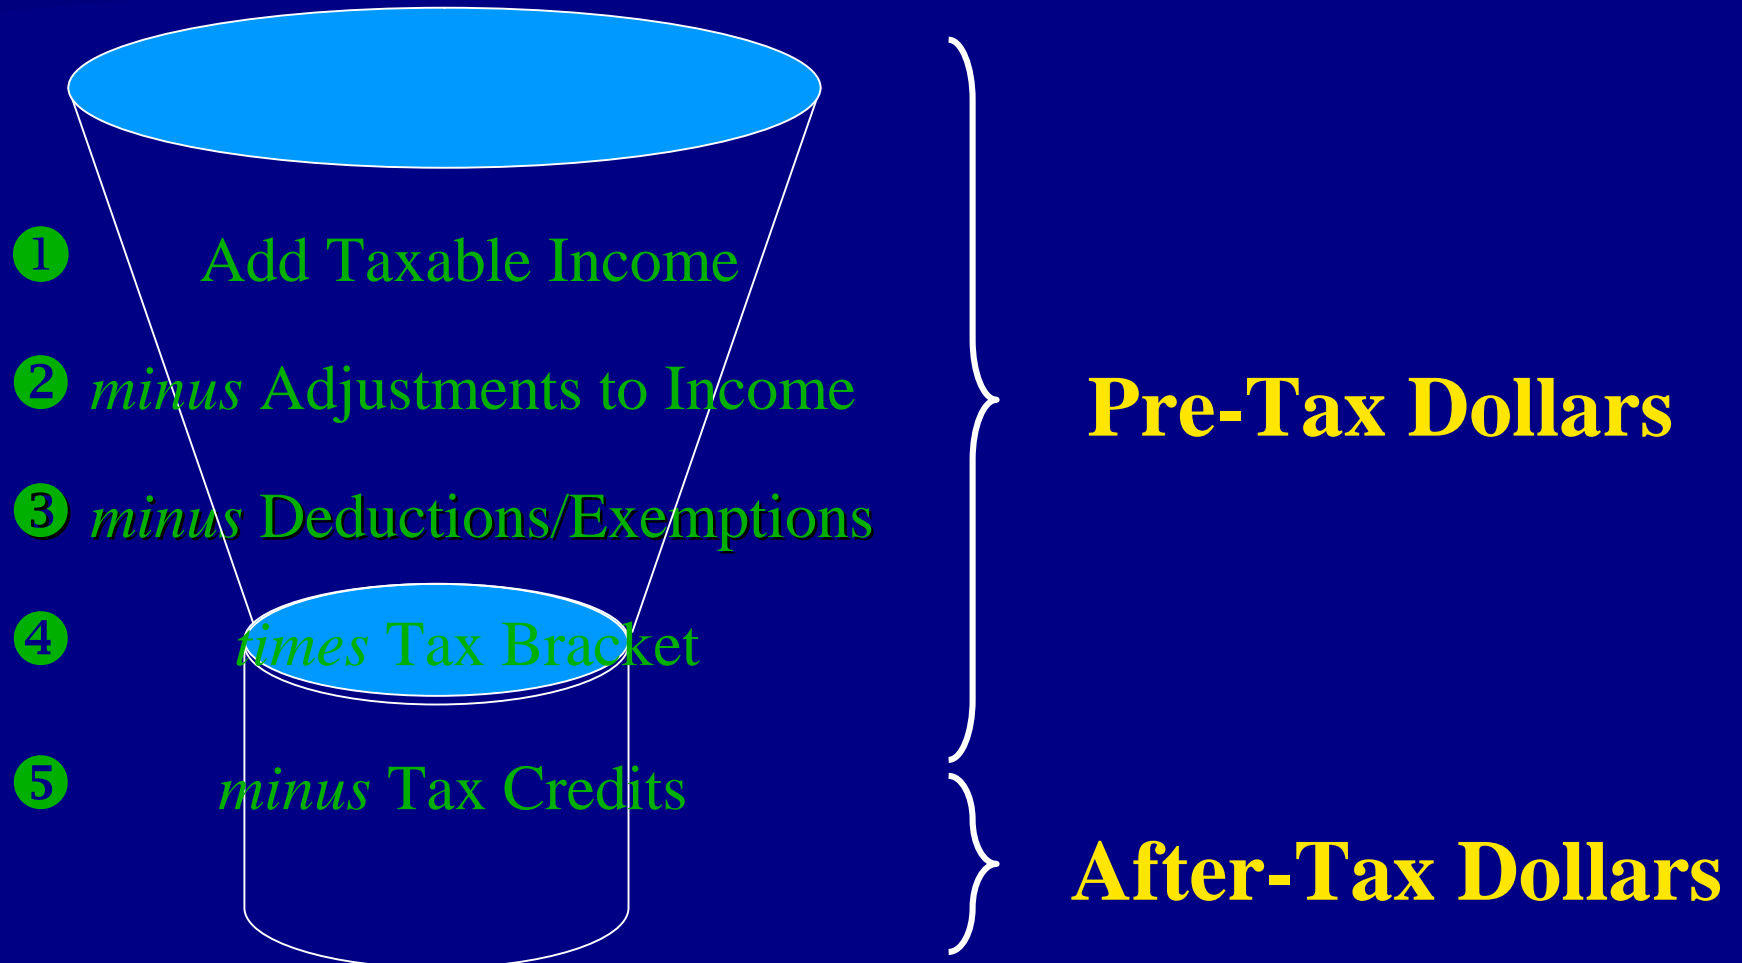 ❶ Add Taxable Income
❷ minus Adjustments to Income
Pre-Tax Dollars
❸ minus Deductions/Exemptions
❹ times Tax Bracket
❺ minus Tax Credits
After-Tax Dollars